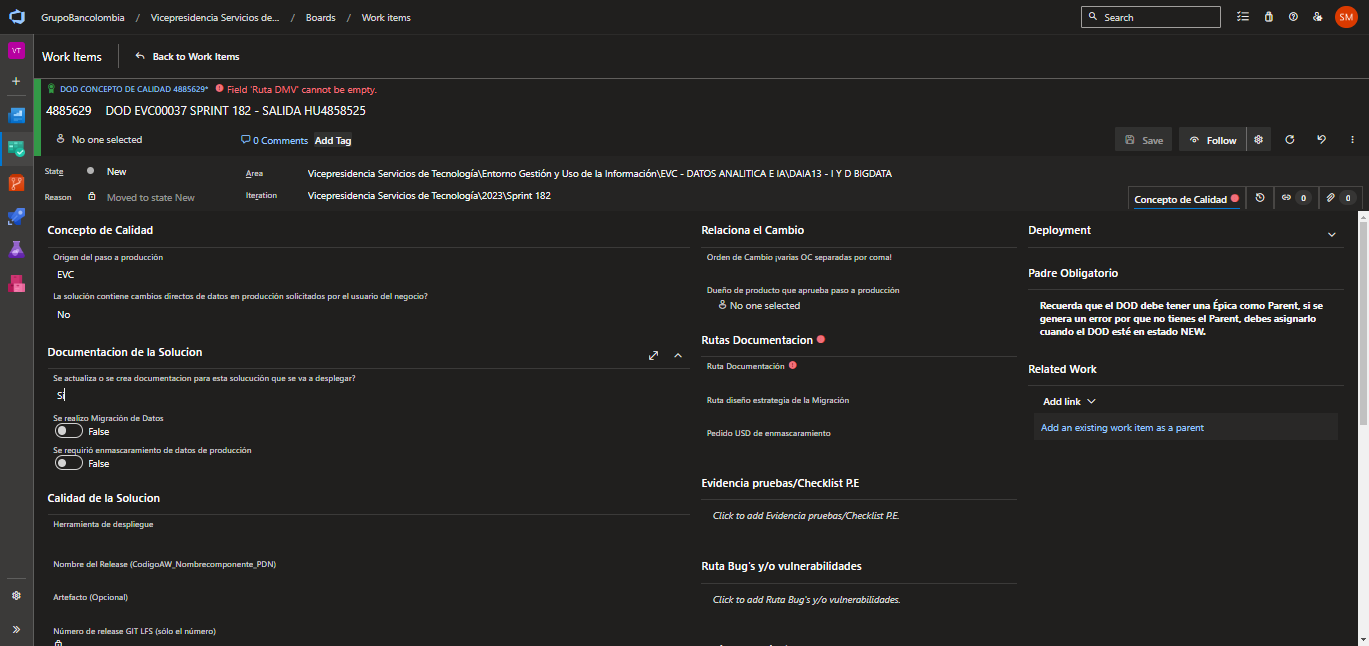 GrupoBancolombia / Vicepresidencia Servicios de... / Boards / Work items
Search
SM
VT
Work Items
Back to Work Items
DOD CONCEPTO DE CALIDAD 4885629* Field 'Ruta DMV' cannot be empty.
4885629 DOD EVC00037 SPRINT 182 - SALIDA HU4858525
No one selected
0 Comments
Add Tag
Save
Follow
State
New
Area
Vicepresidencia Servicios de Tecnología\Entorno Gestión y Uso de la Información\EVC - DATOS ANALITICA E IA\DAIA13 - I Y D BIGDATA
Reason
Moved to state New
Iteration
Vicepresidencia Servicios de Tecnología\2023\Sprint 182
Concepto de Calidad
0
0
Concepto de Calidad
Origen del paso a producción
EVC
La solución contiene cambios directos de datos en producción solicitados por el usuario del negocio?
No
Documentacion de la Solucion
Se actualiza o se crea documentacion para esta solucución que se va a desplegar?
Si
Se realizo Migración de Datos
False
Se requirió enmascaramiento de datos de producción
False
Calidad de la Solucion
Herramienta de despliegue
Nombre del Release (CodigoAW_Nombrecomponente_PDN)
Artefacto (Opcional)
Número de release GIT LFS (sólo el número)
Relaciona el Cambio
Orden de Cambio ¡varias OC separadas por coma!
Dueño de producto que aprueba paso a producción
No one selected
Rutas Documentacion
Ruta Documentación
Ruta diseño estrategia de la Migración
Pedido USD de enmascaramiento
Evidencia pruebas/Checklist P.E
Click to add Evidencia pruebas/Checklist P.E.
Ruta Bug's y/o vulnerabilidades
Click to add Ruta Bug's y/o vulnerabilidades.
Deployment
Padre Obligatorio
Recuerda que el DOD debe tener una Épica como Parent, si se
genera un error por que no tienes el Parent, debes asignarlo
cuando el DOD esté en estado NEW.
Related Work
Add link
Add an existing work item as a parent